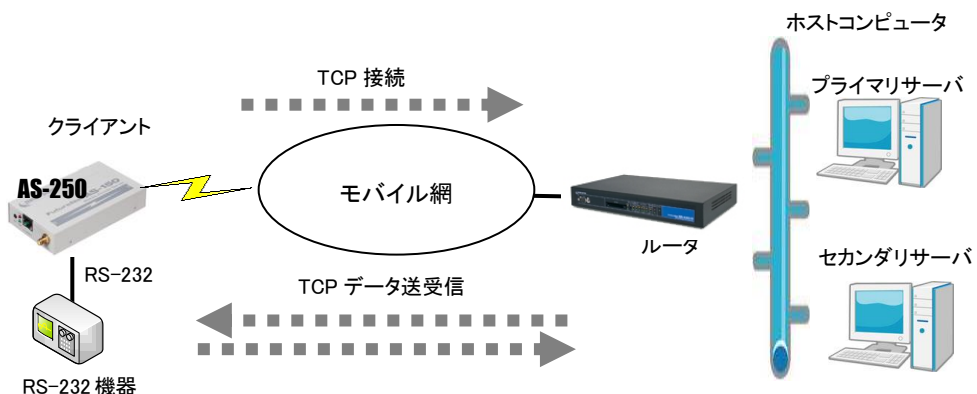 ホストコンピュータ
TCP 接続
プライマリサーバ
クライアント
AS-250
モバイル網
ルータ
セカンダリサーバ
RS-232
TCP データ送受信
RS-232 機器